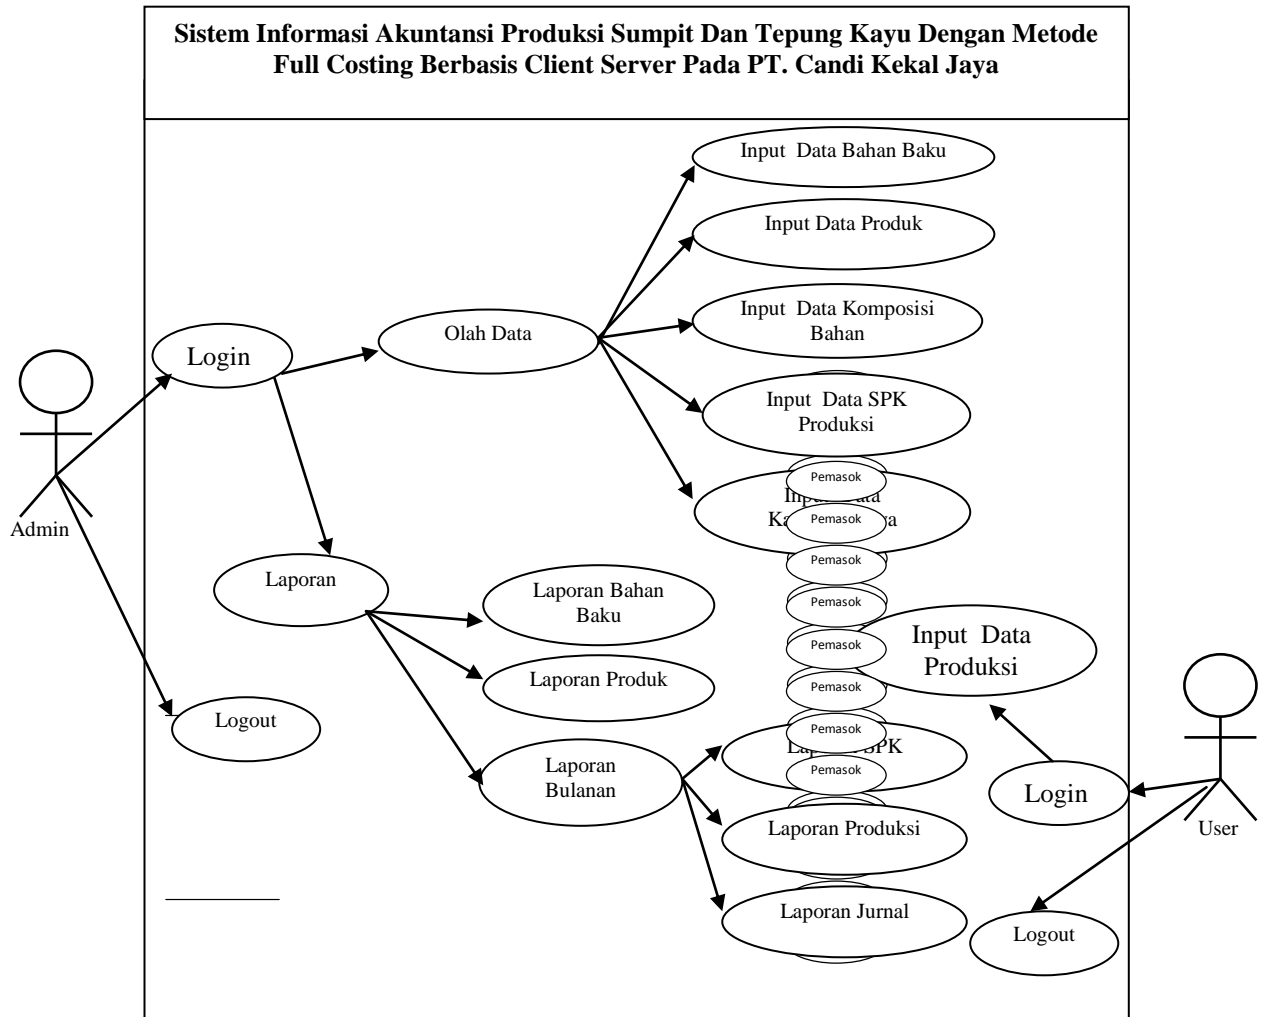 Sistem Informasi Akuntansi Produksi Sumpit Dan Tepung Kayu Dengan Metode
Full Costing Berbasis Client Server Pada PT. Candi Kekal Jaya
Input Data Bahan Baku
Input Data Produk
Input Data Komposisi
Bahan
Olah Data
Login
Input Data SPK
Produksi
Pemasok
Pemasok
Pemasok
Pemasok
Pemasok
Pemasok
Pemasok
Pemasok
Admin
Laporan
Laporan Bahan
Baku
Laporan Produk
Logout
Laporan
Bulanan
Input Data
Produksi
SPK
Login
User
Laporan Produksi
Laporan Jurnal
Logout